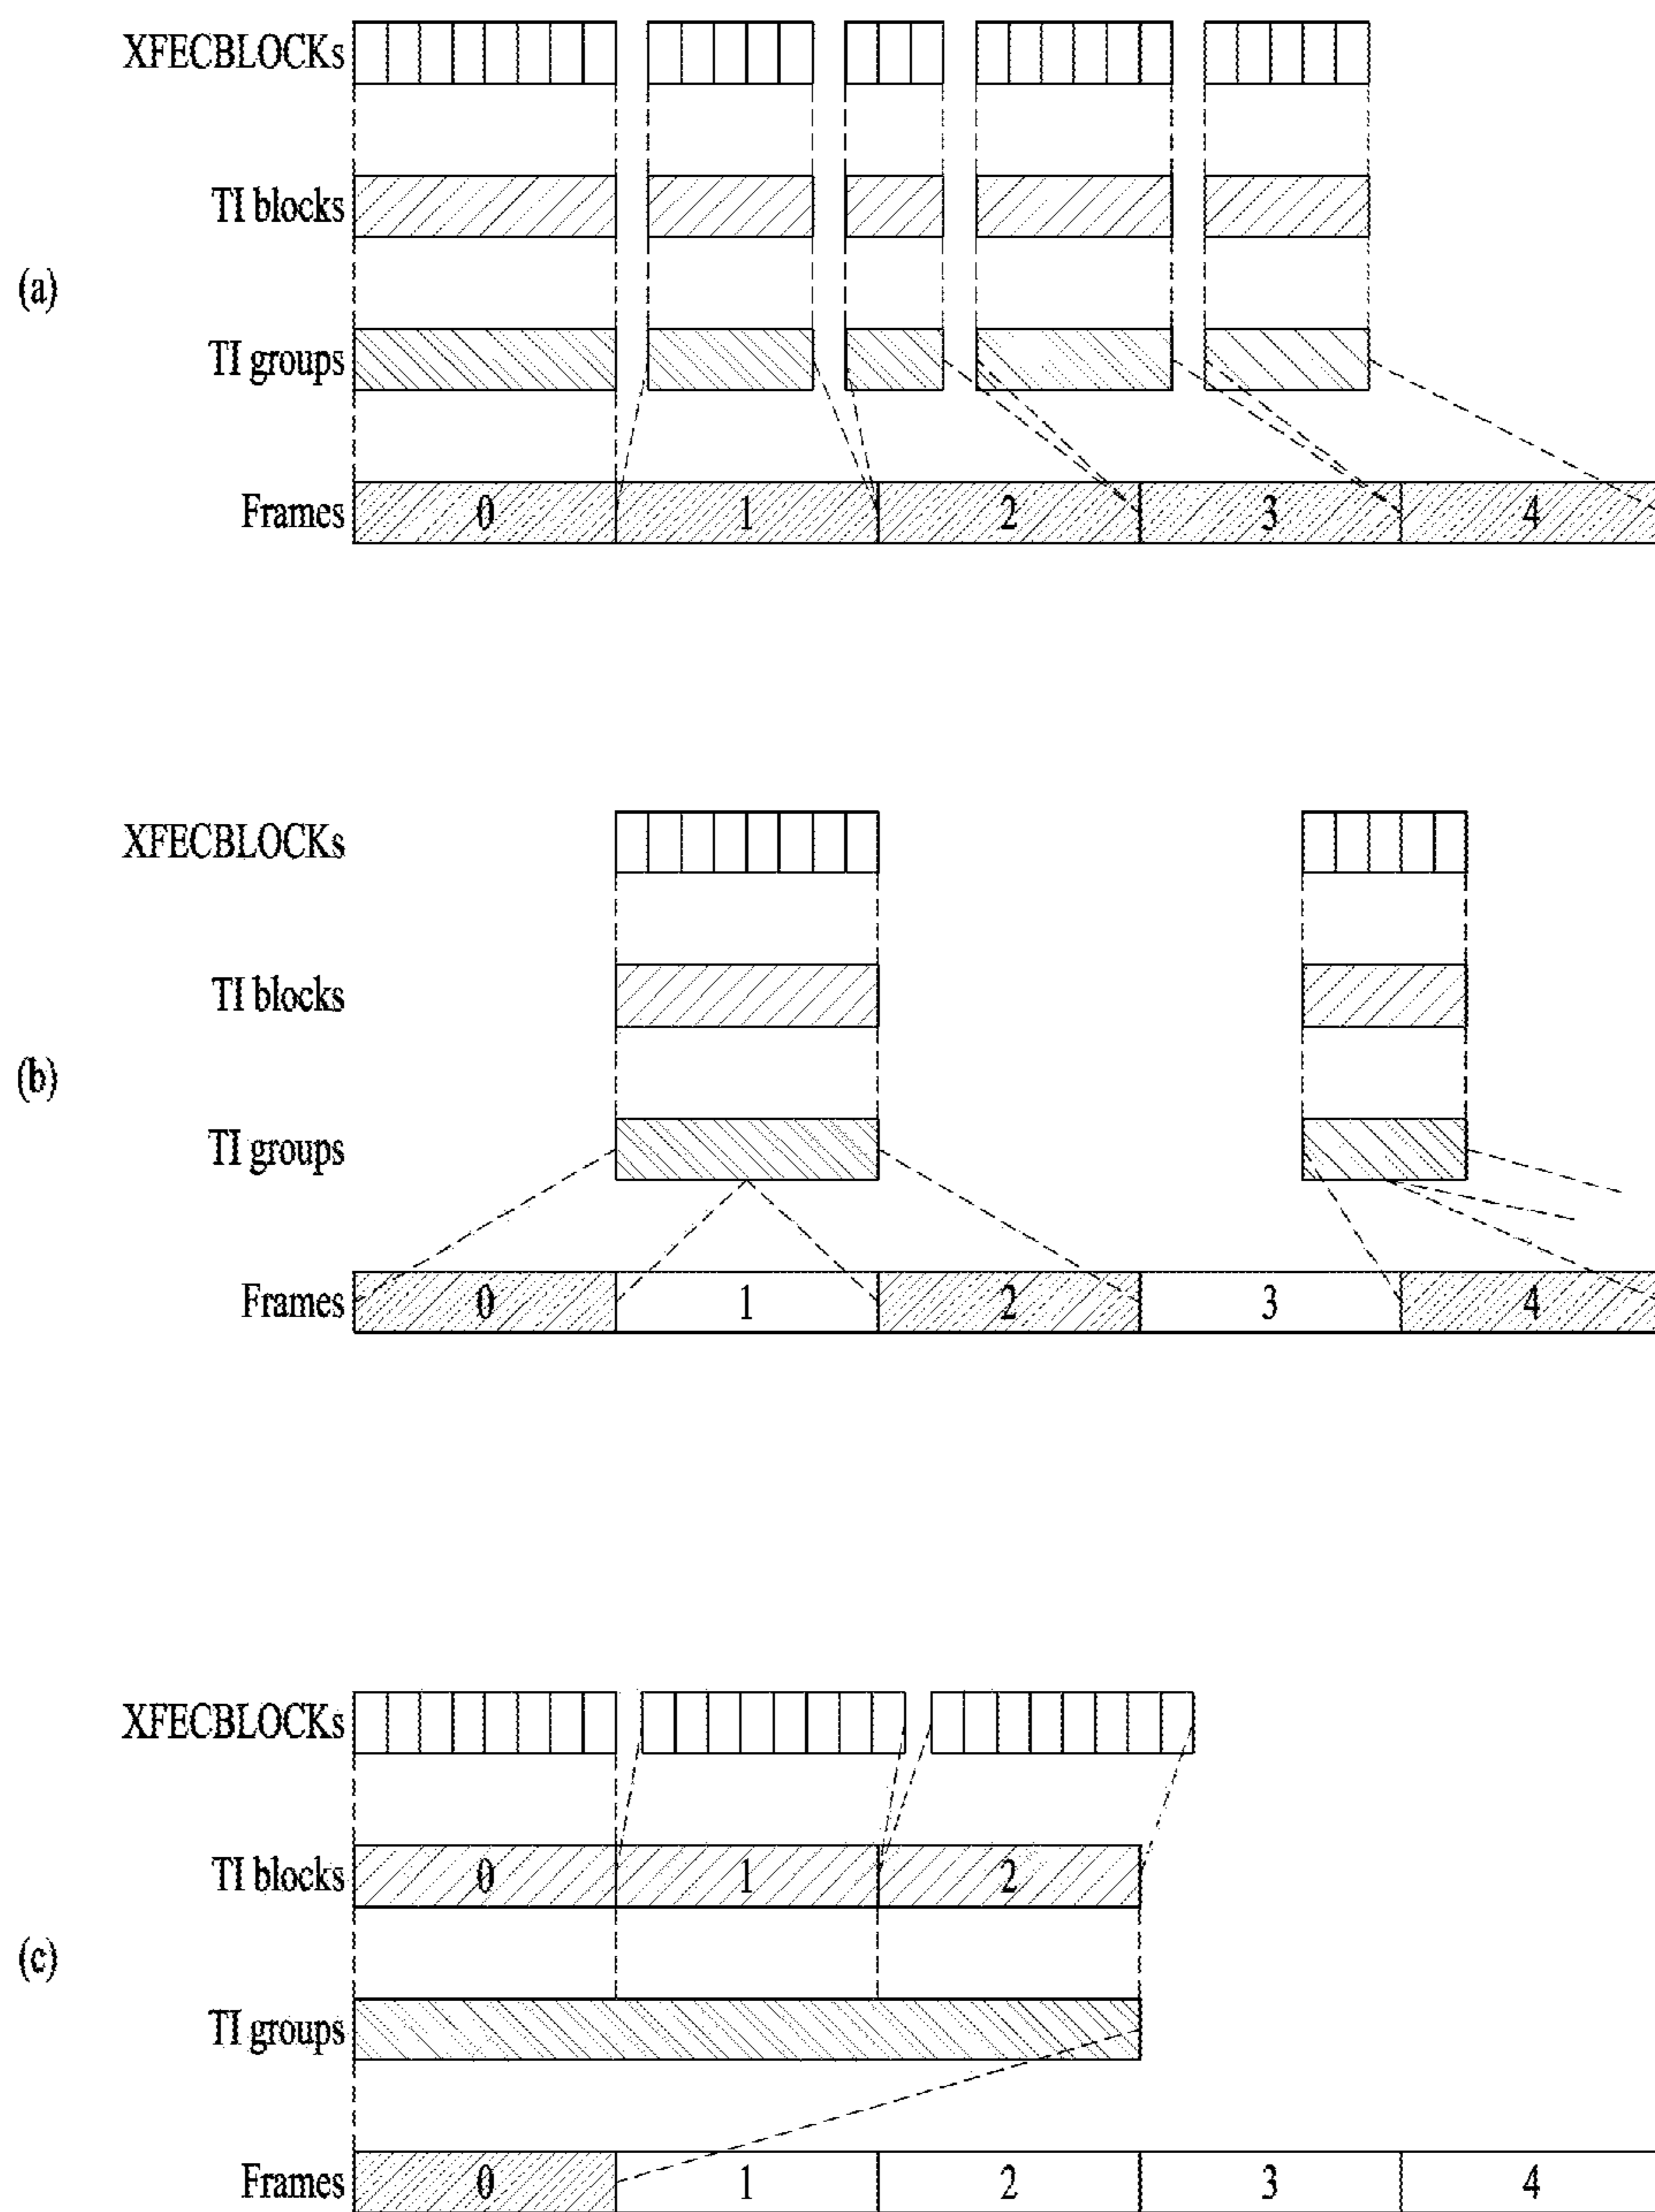 XFECBLOCKs
TI blocks
(a)
TI groups
Frames 0 1 2 3 4
XFECBLOCKs
TI blocks
(b)
TI groups
Frames 0 1 2 3 4
XFECBLOCKs
TI blocks 0 1 2
(c)
TI groups
Frames 0 1 2 3 4